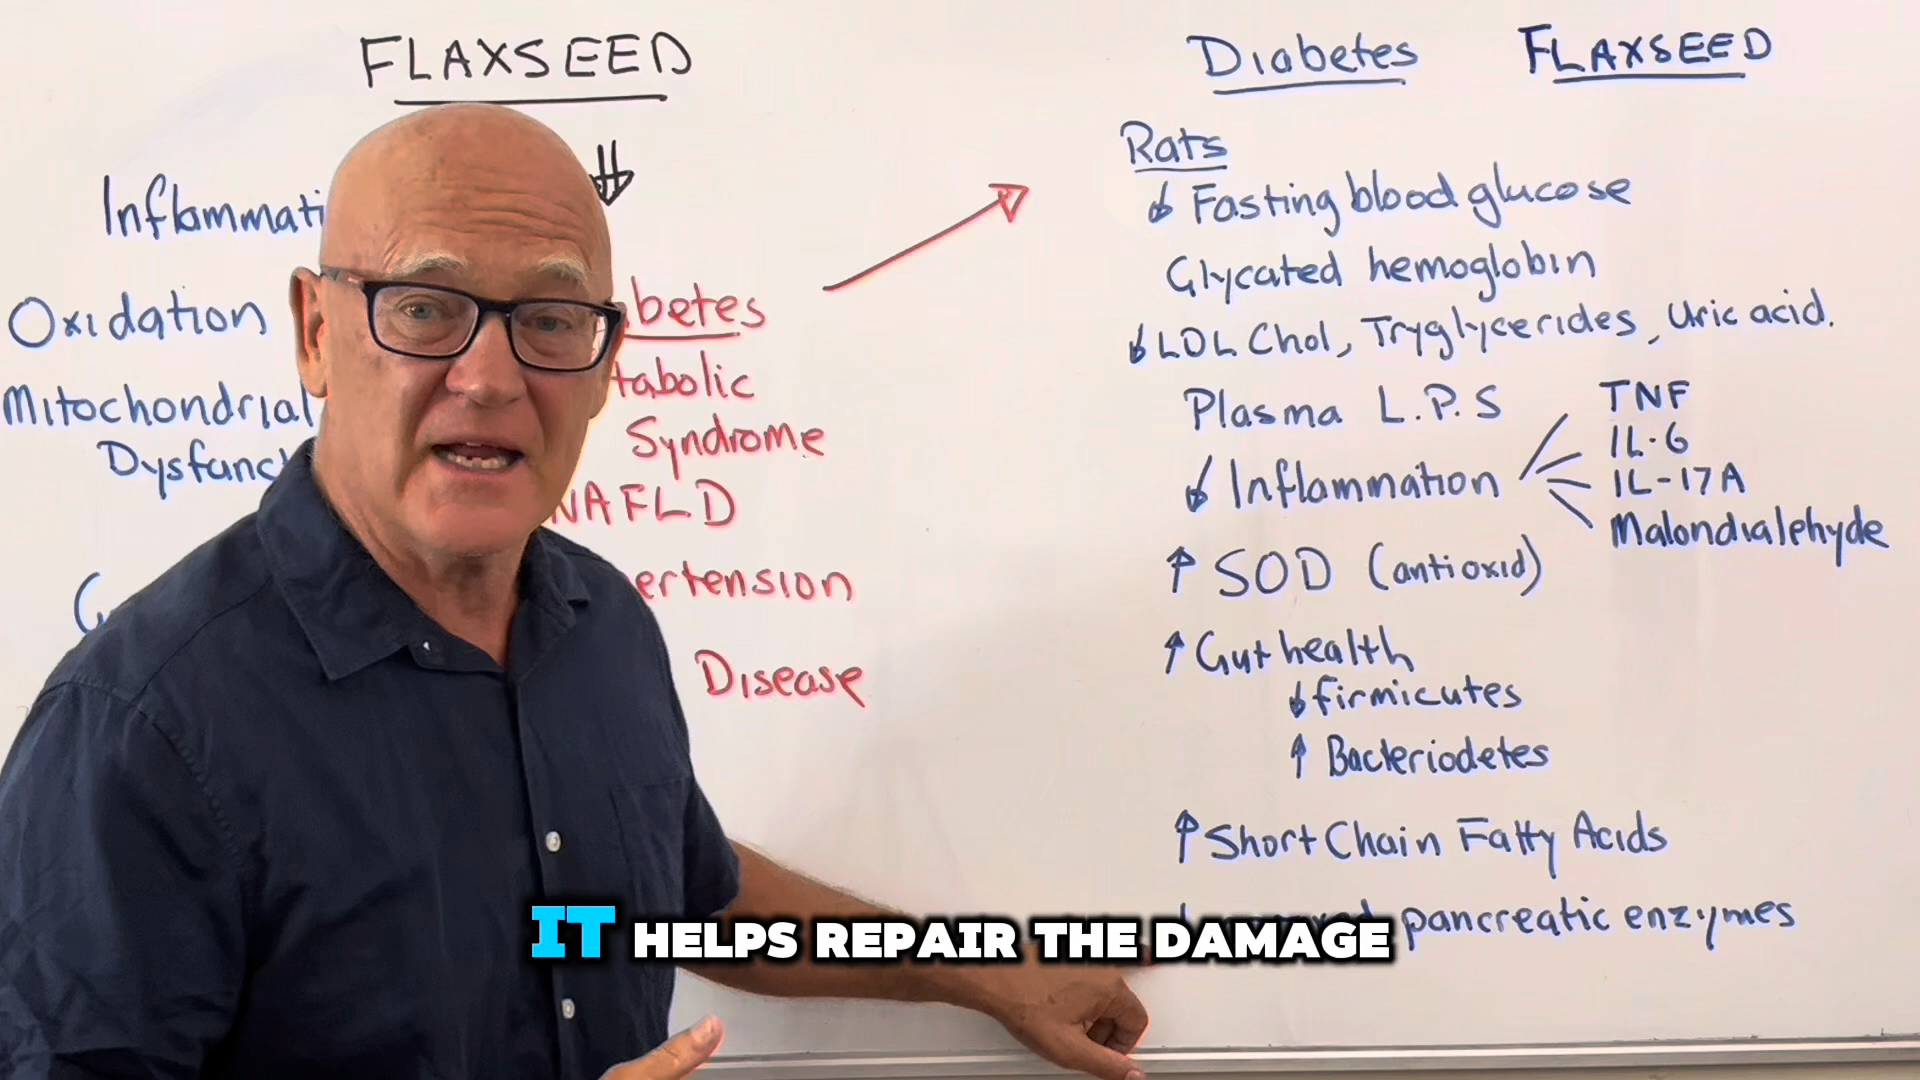 FLAXSEED
Inflammati
Oxidation
betes
Mitochondrial
tabolic
Dysfunct
Syndrome
NAFLD
ertension
Disease
Diabetes FLAXSEED
Rats
↓ Fasting blood glucose
Glycated hemoglobin
↓ LDL Chol, Tryglycerides, Uric acid.
Plasma L.P.S
↓ Inflammation
TNF
IL-6
IL-17A
Malondialehyde
↑ SOD (antioxid)
↑ Gut health
↓ firmicutes
↑ Bacteriodetes
↑ Short Chain Fatty Acids
pancreatic enzymes
IT HELPS REPAIR THE DAMAGE